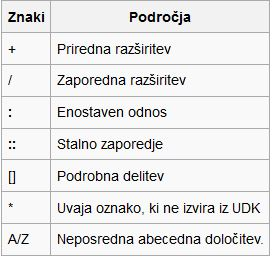 Znaki Področja
+ Priredna razširitev
/ Zaporedna razširitev
: Enostaven odnos
:: Stalno zaporedje
[] Podrobna delitev
* Uvaja oznako, ki ne izvira iz UDK
A/Z Neposredna abecedna določitev.